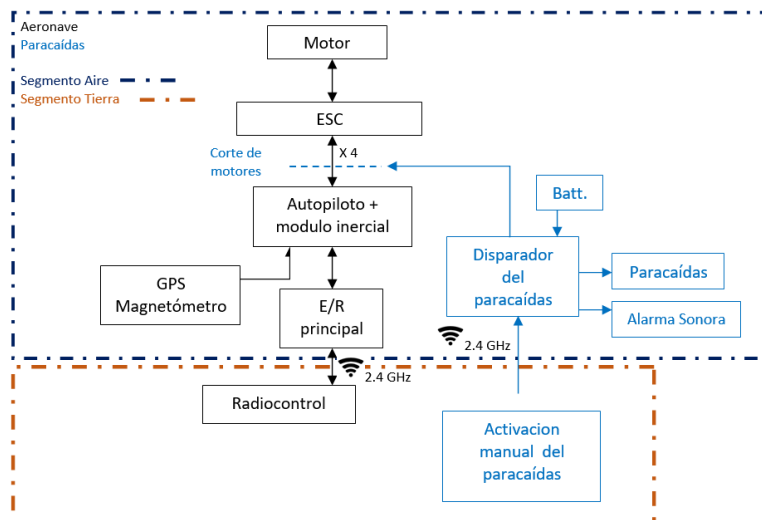 Aeronave
Paracaídas
Segmento Aire
Segmento Tierra
Motor
ESC
X 4
Corte de
motores
Autopiloto +
modulo inercial
GPS
Magnetómetro
E/R
principal
2.4 GHz
Radiocontrol
Batt.
Disparador
del
paracaídas
Paracaídas
Alarma Sonora
2.4 GHz
Activacion
manual del
paracaídas